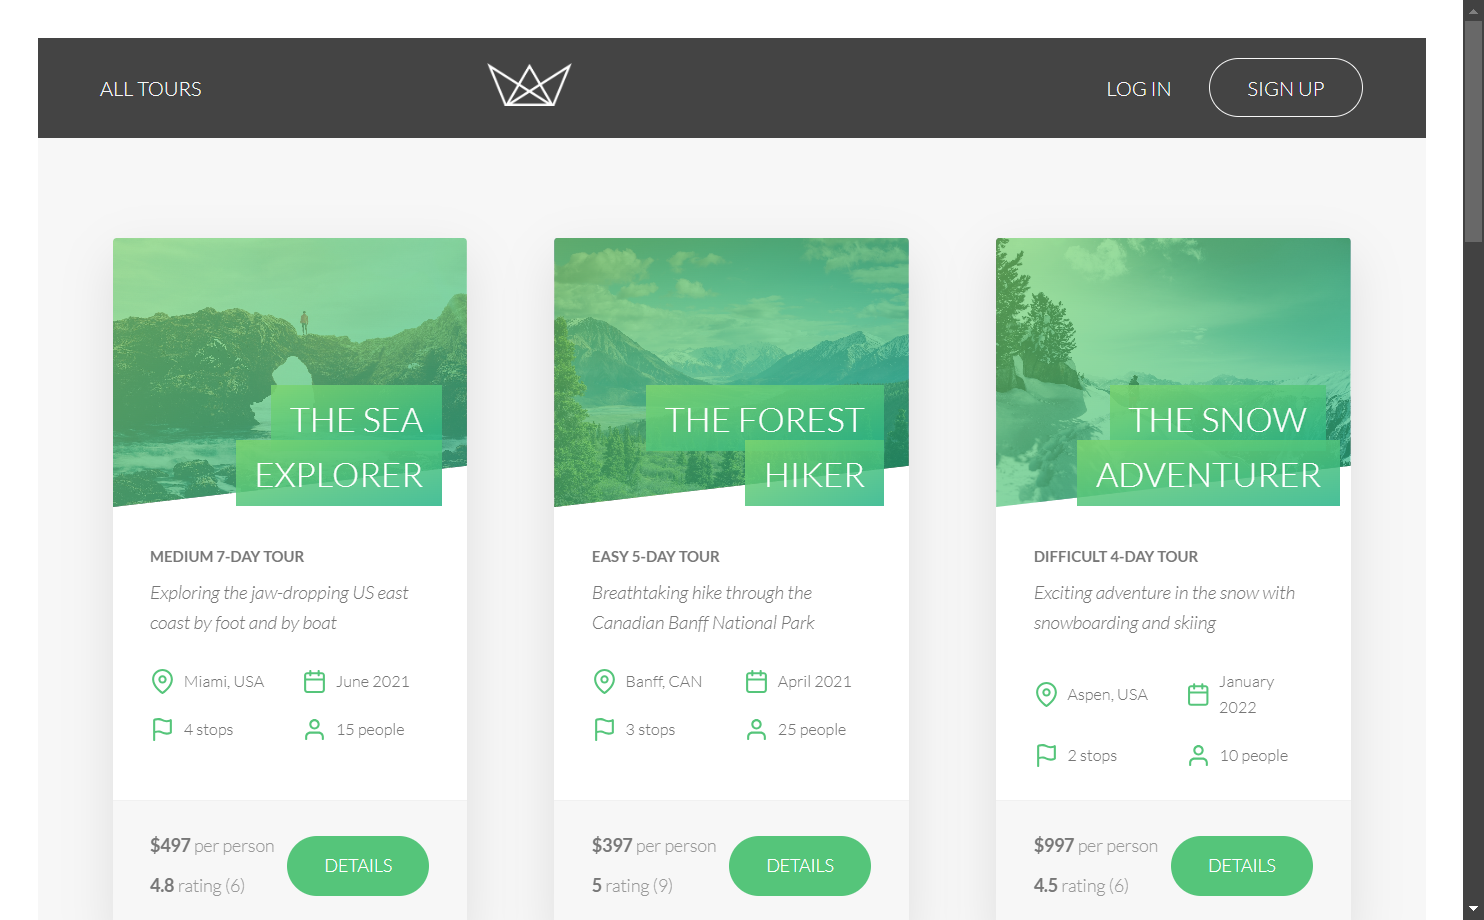 ALL TOURS
LOG IN
SIGN UP
THE SEA
EXPLORER
MEDIUM 7-DAY TOUR
Exploring the jaw-dropping US east
coast by foot and by boat
Miami, USA
June 2021
4 stops
15 people
$497 per person
4.8 rating (6)
DETAILS
THE FOREST
HIKER
EASY 5-DAY TOUR
Breathtaking hike through the
Canadian Banff National Park
Banff, CAN
April 2021
3 stops
25 people
$397 per person
5 rating (9)
DETAILS
THE SNOW
ADVENTURER
DIFFICULT 4-DAY TOUR
Exciting adventure in the snow with
snowboarding and skiing
Aspen, USA
January
2022
2 stops
10 people
$997 per person
4.5 rating (6)
DETAILS